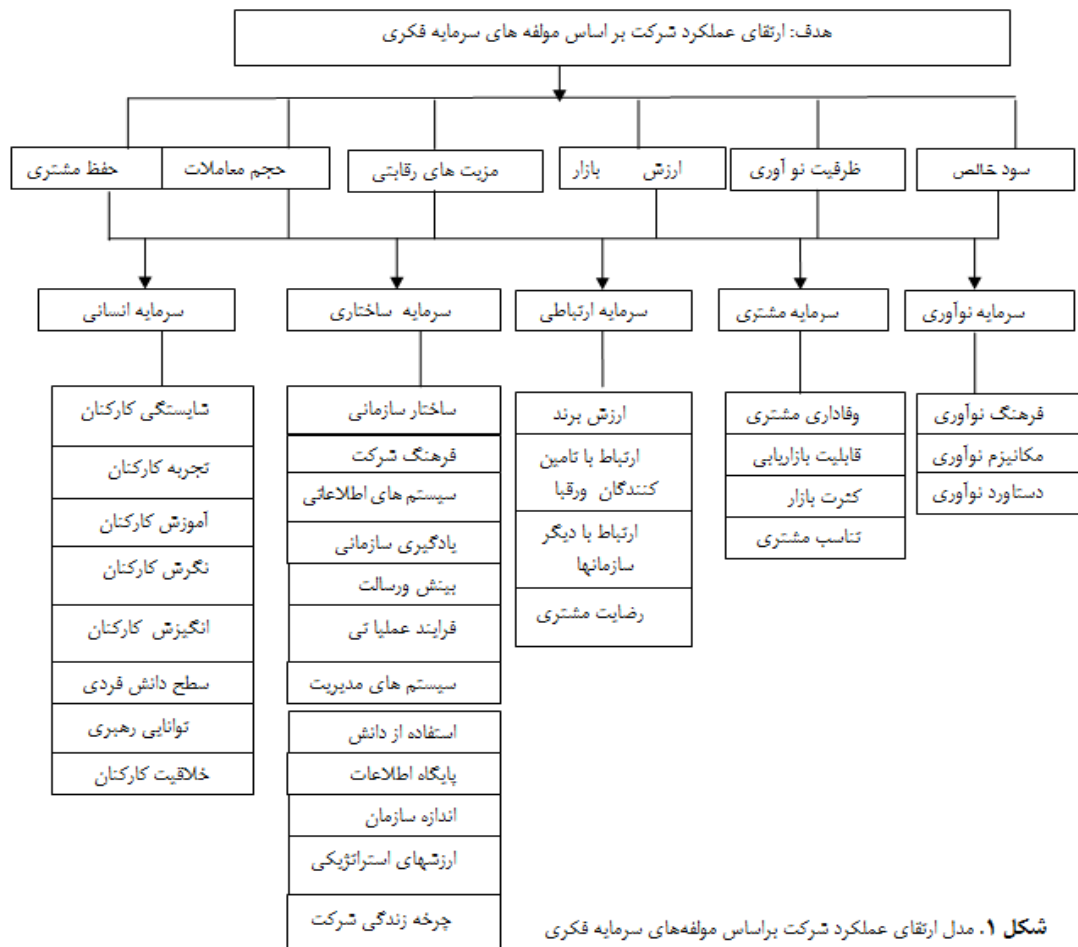 هدف: ارتقای عملکرد شرکت بر اساس مولفه های سرمایه فکری
سود خالص
ظرفیت نو آوری
ارزش بازار
مزیت های رقابتی
حجم معاملات
حفظ مشتری
سرمایه نوآوری
سرمایه مشتری
سرمایه ارتباطی
سرمایه ساختاری
سرمایه انسانی
فرهنگ نوآوری
مکانیزم نوآوری
دستاورد نوآوری
وفاداری مشتری
قابلیت بازاریابی
کثرت بازار
تناسب مشتری
ارزش برند
ارتباط با تامین
کنندگان ورقبا
ارتباط با دیگر
سازمانها
رضایت مشتری
ساختار سازمانی
فرهنگ شرکت
سیستم های اطلاعاتی
یادگیری سازمانی
بینش ورسالت
فرایند عملیا تی
سیستم های مدیریت
استفاده از دانش
پایگاه اطلاعات
اندازه سازمان
ارزشهای استراتژیکی
چرخه زندگی شرکت
شایستگی کارکنان
تجربه کارکنان
آموزش کارکنان
نگرش کارکنان
انگیزش کارکنان
سطح دانش فردی
توانایی رهبری
خلاقیت کارکنان
شکل ۱. مدل ارتقای عملکرد شرکت براساس مولفه‌های سرمایه فکری